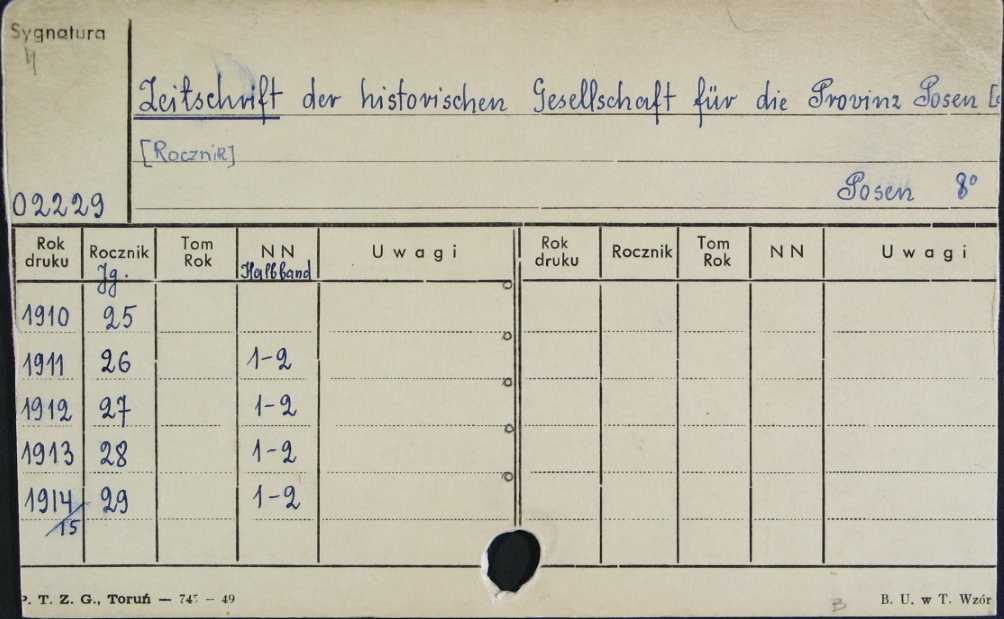 Sygnatura
Zeitschrift der historischen Gesellschaft für die Provinz Posen
[Rocznik]
02229
Posen 8°
Rok druku Rocznik Tom Rok NN Uwagi Rok druku Rocznik Tom Rok NN Uwagi
Jg. Halbband
1910 25
1911 26 1-2
1912 27 1-2
1913 28 1-2
1914/15 29 1-2
P. T. Z. G., Toruń — – 49
B. U. w T. Wzór